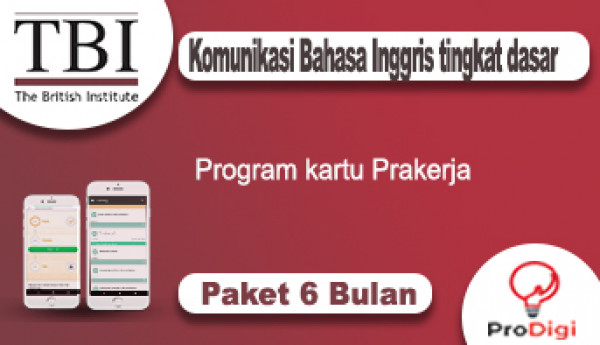 TBI
The British Institute
Komunikasi Bahasa Inggris tingkat dasar
Program kartu Prakerja
Paket 6 Bulan
ProDigi